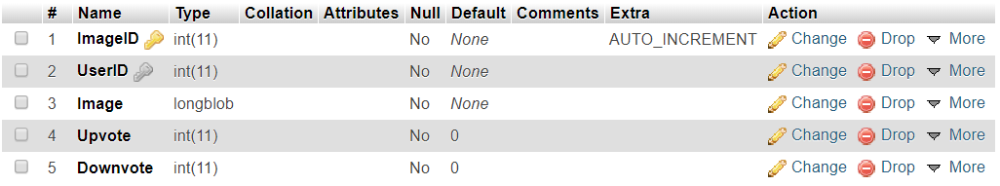 # Name Type Collation Attributes Null Default Comments Extra Action
1 ImageID int(11) No None AUTO_INCREMENT Change Drop More
2 UserID int(11) No None Change Drop More
3 Image longblob No None Change Drop More
4 Upvote int(11) No 0 Change Drop More
5 Downvote int(11) No 0 Change Drop More